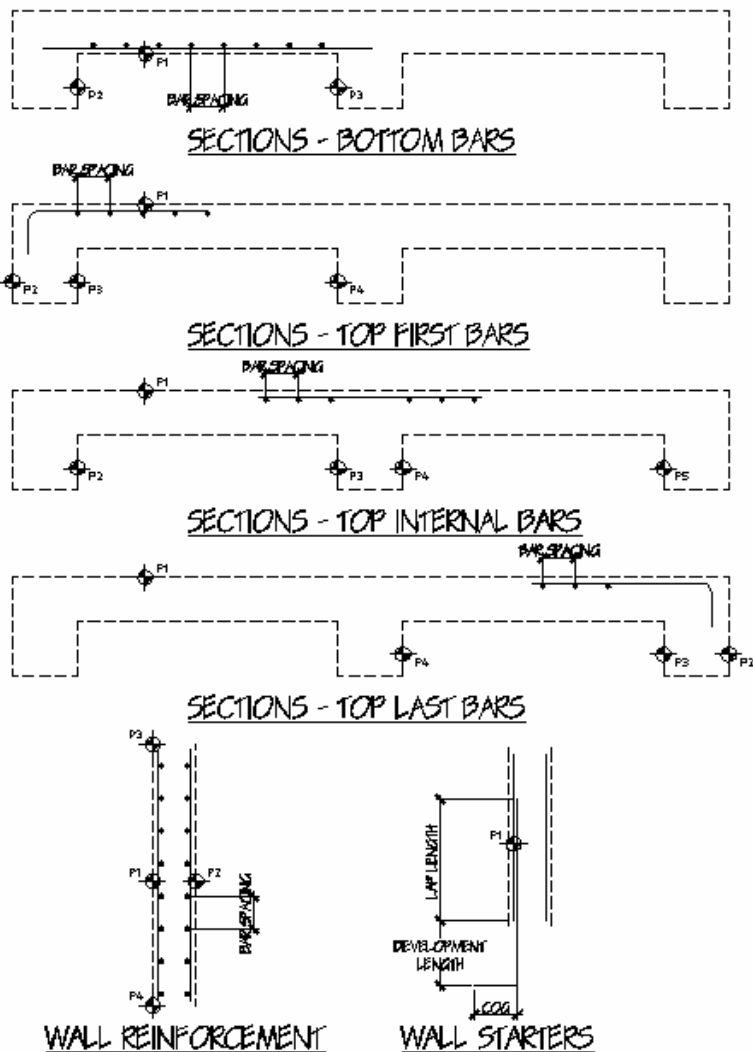 P1
P2
P3
BAR SPACING
SECTIONS - BOTTOM BARS
BAR SPACING
P1
P2
P3
P4
SECTIONS - TOP FIRST BARS
BAR SPACING
P1
P2
P3
P4
P5
SECTIONS - TOP INTERNAL BARS
BAR SPACING
P1
P4
P3
P2
SECTIONS - TOP LAST BARS
P3
P1
P2
BAR SPACING
P4
WALL REINFORCEMENT
P1
LAP LENGTH
DEVELOPMENT
LENGTH
COG
WALL STARTERS